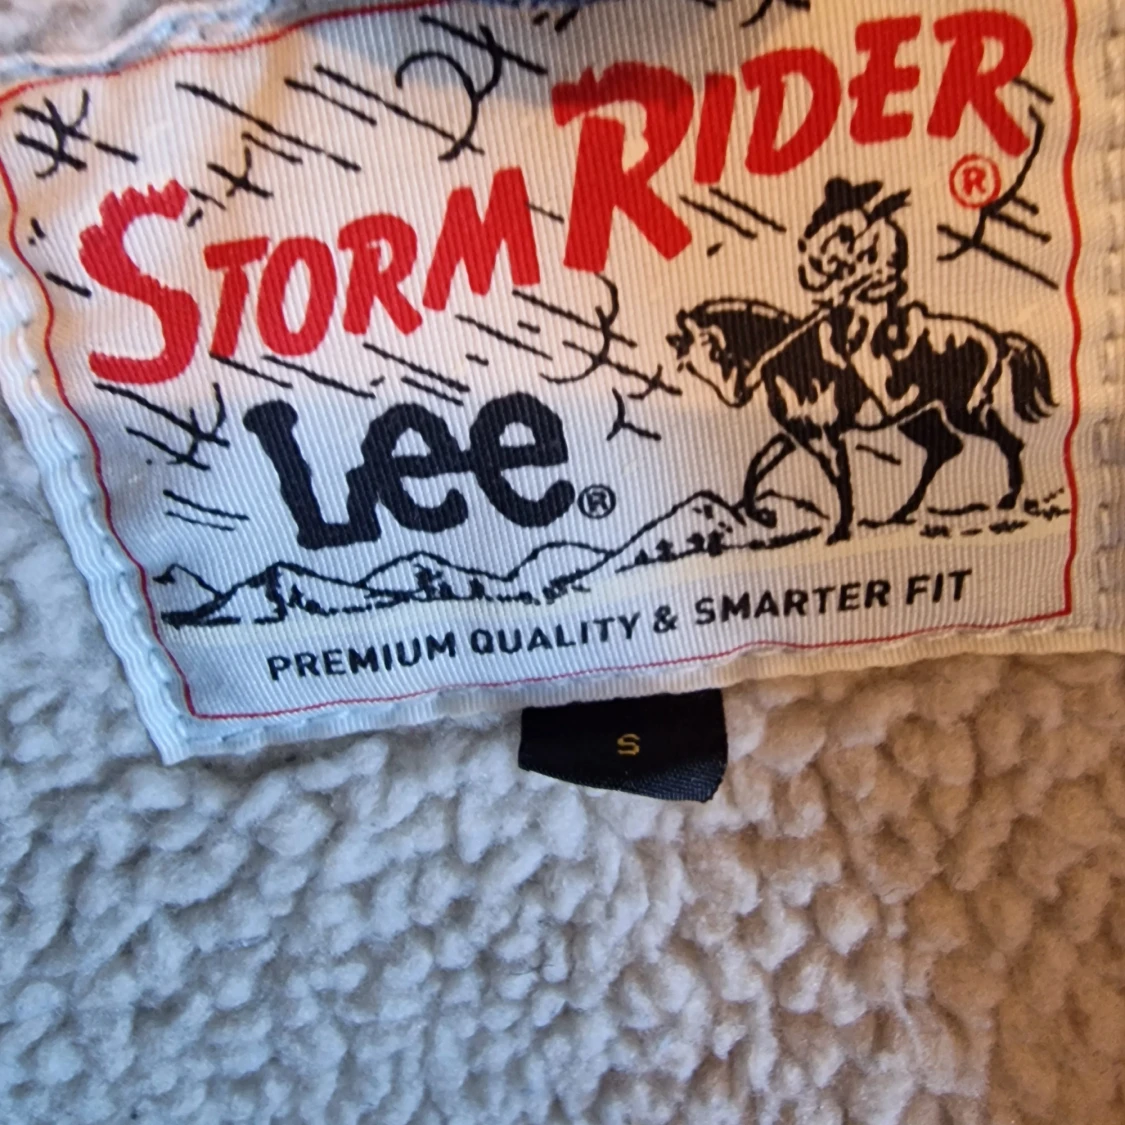 STORM RIDER ®
Lee ®
PREMIUM QUALITY & SMARTER FIT
S